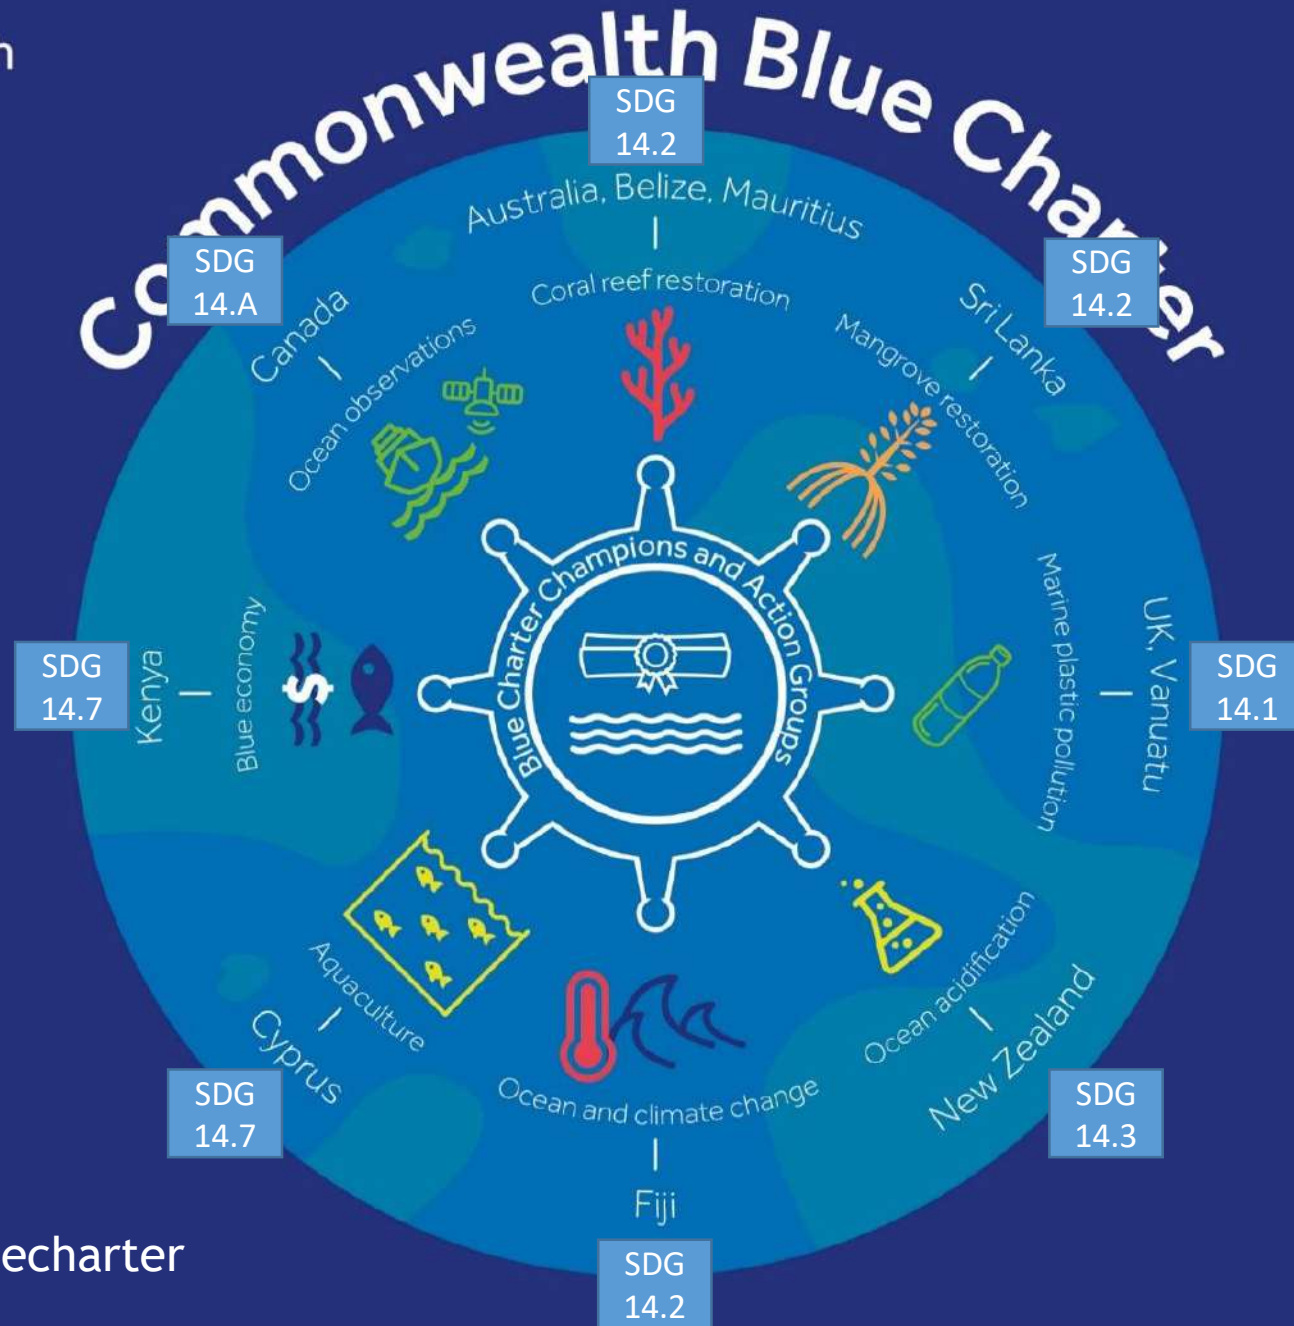 n
Commonwealth Blue Charter
SDG
14.2
Australia, Belize, Mauritius
Coral reef restoration
SDG
14.2
Sri Lanka
Mangrove restoration
SDG
14.1
UK, Vanuatu
Marine plastic pollution
SDG
14.3
New Zealand
Ocean acidification
Ocean and climate change
Fiji
SDG
14.2
Aquaculture
Cyprus
SDG
14.7
SDG
14.7
Kenya
Blue economy
$
SDG
14.A
Canada
Ocean observations
Blue Charter Champions and Action Groups
echarter